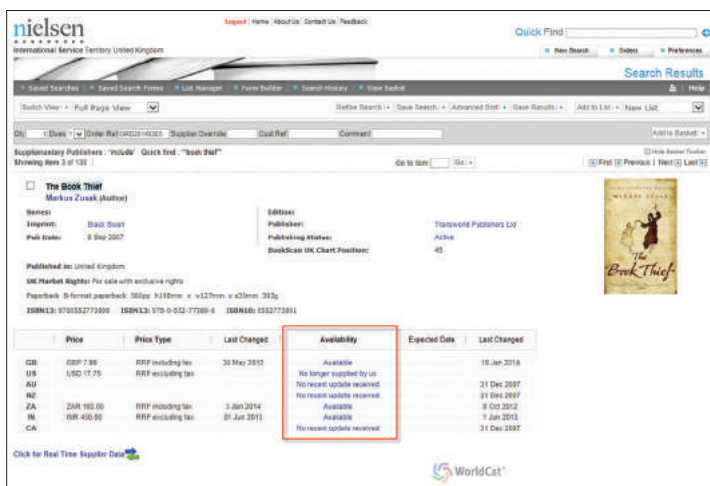 nielsen
Logout | Home | About Us | Contact Us | Feedback
Quick Find
International Service Territory United Kingdom
New Search Orders Preferences
Search Results
Saved Searches Saved Search Forms List Manager Form Builder Search History View Basket Help
Switch View Full Page View Refine Search Save Search Advanced Sort Save Results Add to List New List
Qty 1 Dues Y Order Ref Supplier Override Cust Ref Comment Add to Basket
Supplementary Publishers : 'include' Quick find : "book thief"
Hide Basket Toolbar
Showing item 3 of 138 Go to item: Go First Previous | Next Last
The Book Thief
Markus Zusak (Author)
Series: Edition:
Imprint: Black Swan Publisher: Transworld Publishers Ltd
Pub Date: 8 Sep 2007 Publishing Status: Active
BookScan UK Chart Position: 45
MARKUS ZUSAK
The Book Thief
Published in: United Kingdom
UK Market Rights: For sale with exclusive rights
Paperback B-format paperback 560pp h198mm x w127mm x s35mm 393g
ISBN13: 9780552773898 ISBN13: 978-0-552-77389-8 ISBN10:
Price Price Type Last Changed Availability Expected Date Last Changed
GB GBP 7.99 RRP including tax 30 May 2012 Available 18 Jan 2014
US USD 17.75 RRP excluding tax No longer supplied by us
AU No recent update received 31 Dec 2007
NZ No recent update received 31 Dec 2007
ZA ZAR 160.00 RRP including tax 3 Jan 2014 Available 8 Oct 2012
IN INR 499.00 RRP excluding tax 01 Jun 2013 Available 1 Jun 2013
CA No recent update received 31 Dec 2007
Click for Real Time Supplier Data
WorldCat